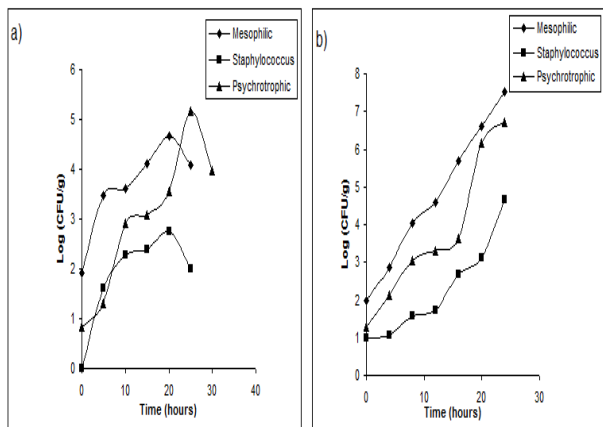 a)
Mesophilic
Staphylococcus
Psychrotrophic
6
5
4
3
2
1
0
Log (CFU/g)
0 10 20 30 40
Time (hours)
b)
Mesophilic
Staphylococcus
Psychrotrophic
8
7
6
5
4
3
2
1
0
Log (CFU/g)
0 10 20 30
Time (hours)